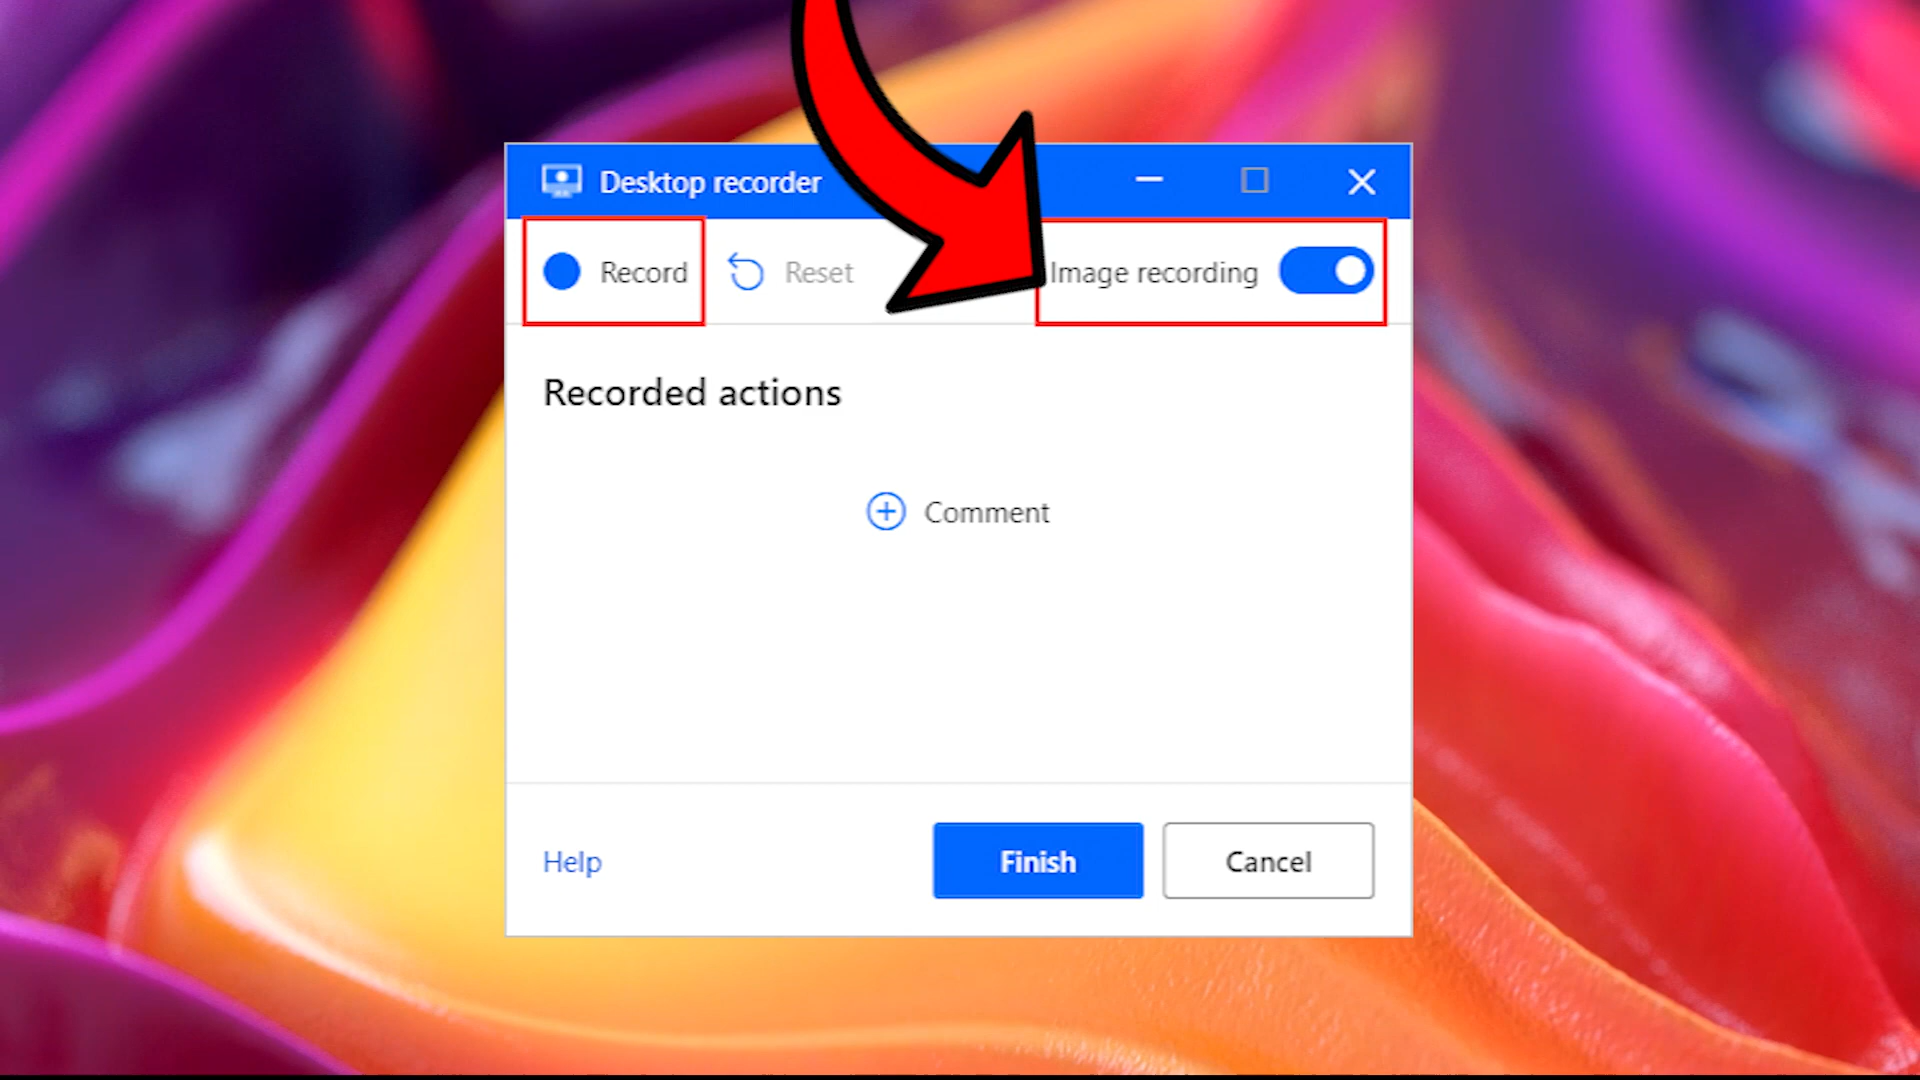 Desktop recorder
Record Reset Image recording
Recorded actions
Comment
Help Finish Cancel